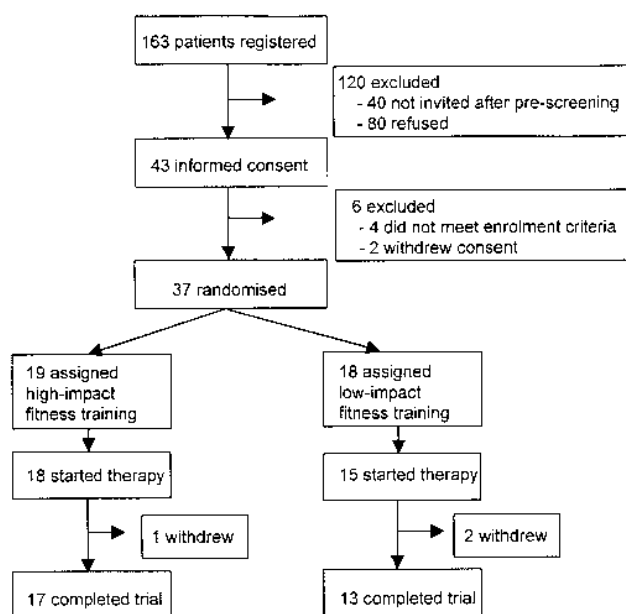 163 patients registered
120 excluded
- 40 not invited after pre-screening
- 80 refused
43 informed consent
6 excluded
- 4 did not meet enrolment criteria
- 2 withdrew consent
37 randomised
19 assigned
high-impact
fitness training
18 assigned
low-impact
fitness training
18 started therapy
15 started therapy
1 withdrew
2 withdrew
17 completed trial
13 completed trial